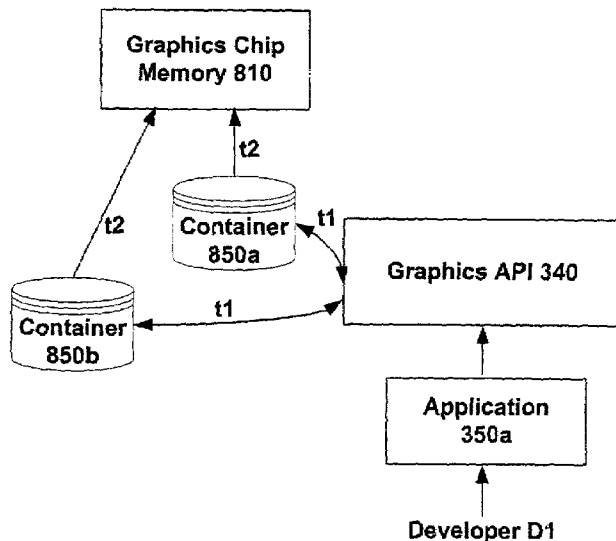 Graphics Chip
Memory 810
t2
t2
Container
850a
t1
Graphics API 340
t1
Container
850b
Application
350a
Developer D1